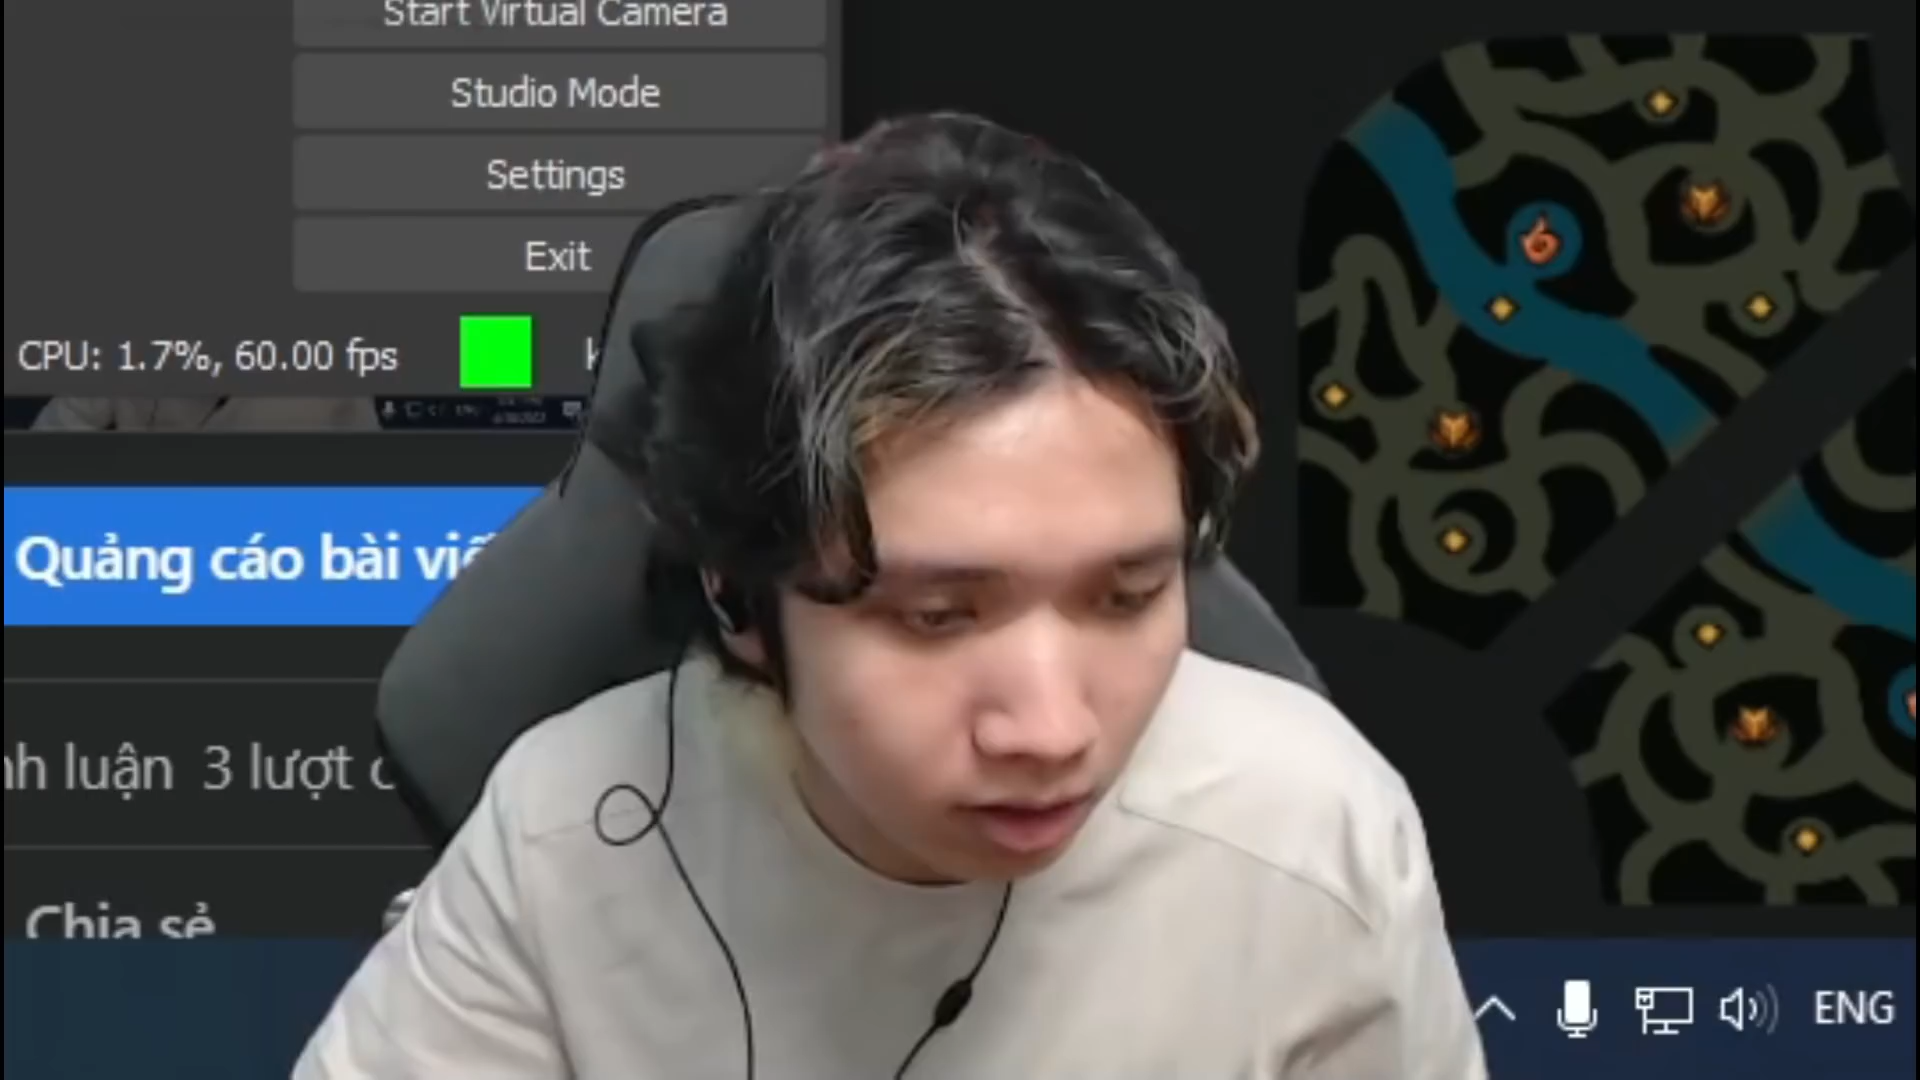 Start Virtual Camera
Studio Mode
Settings
Exit
CPU: 1.7%, 60.00 fps
Quảng cáo bài
luận 3 lượt
Chia sẻ
ENG